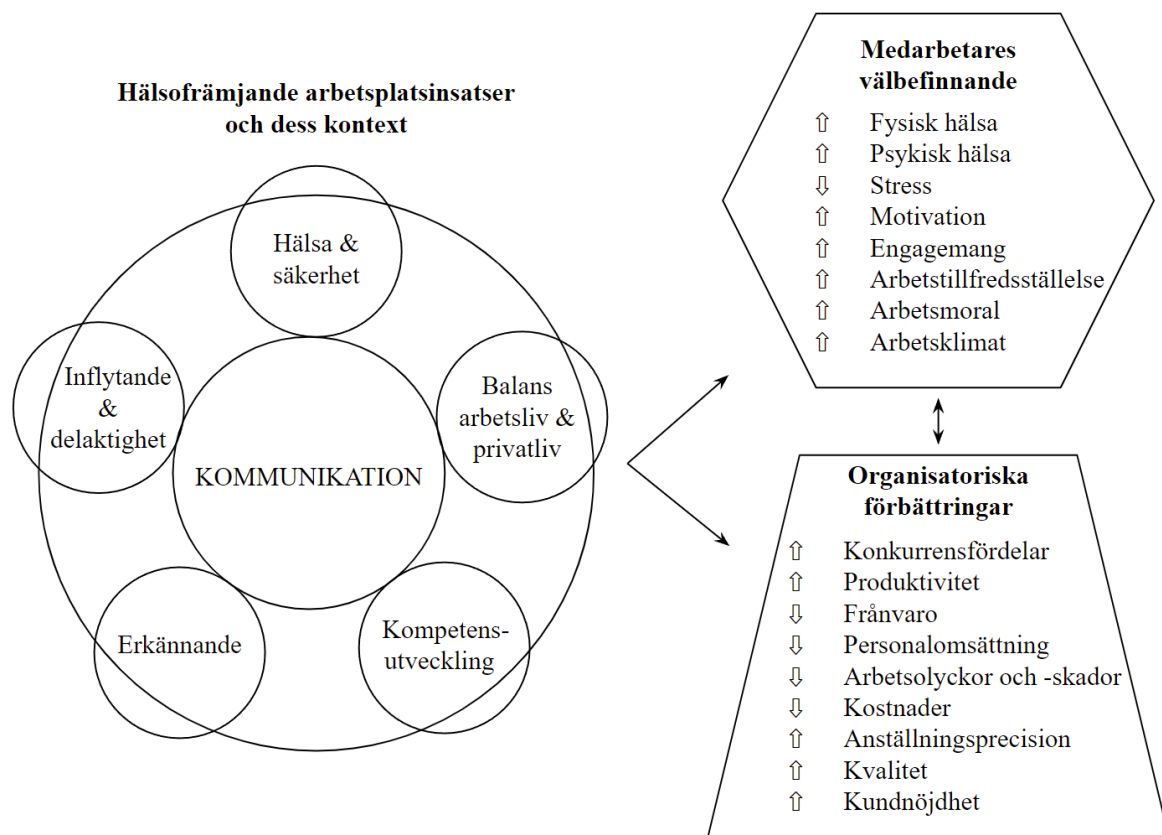 Hälsofrämjande arbetsplatsinsatser
och dess kontext
Hälsa &
säkerhet
Inflytande
&
delaktighet
Balans
arbetsliv &
privatliv
KOMMUNIKATION
Erkännande
Kompetens-
utveckling
Medarbetares
välbefinnande
⇧ Fysisk hälsa
⇧ Psykisk hälsa
⇩ Stress
⇧ Motivation
⇧ Engagemang
⇧ Arbetstillfredsställelse
⇧ Arbetsmoral
⇧ Arbetsklimat
Organisatoriska
förbättringar
⇧ Konkurrensfördelar
⇧ Produktivitet
⇩ Frånvaro
⇩ Personalomsättning
⇩ Arbetsolyckor och -skador
⇩ Kostnader
⇧ Anställningsprecision
⇧ Kvalitet
⇧ Kundnöjdhet